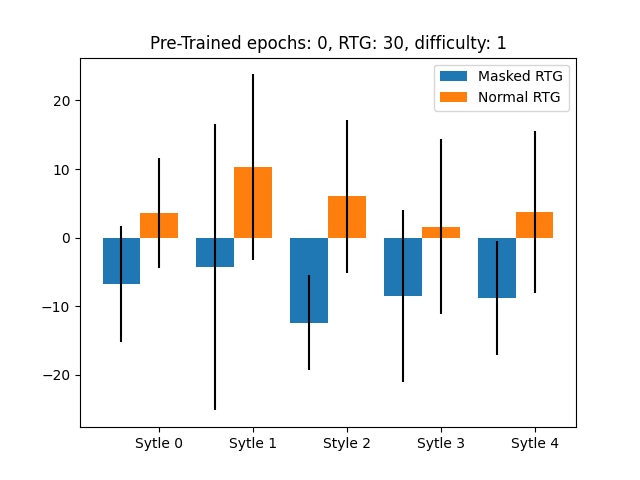 Pre-Trained epochs: 0, RTG: 30, difficulty: 1
Masked RTG
Normal RTG
20
10
0
−10
−20
Sytle 0 Sytle 1 Style 2 Sytle 3 Sytle 4